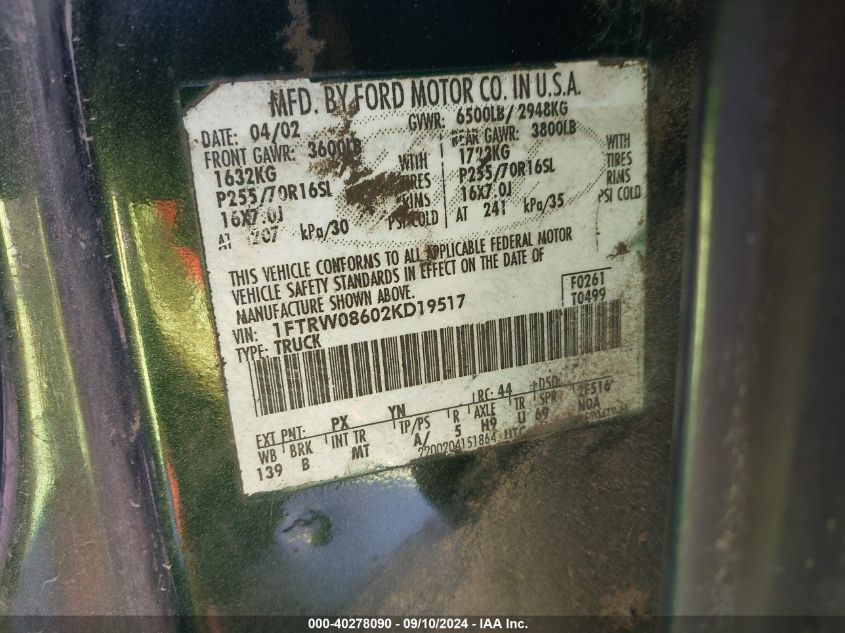 MFD. BY FORD MOTOR CO. IN U.S.A.
DATE: 04/02 GVWR: 6500LB/ 2948KG
FRONT GAWR: 3600LB REAR GAWR: 3800LB
1632KG WITH 1723KG WITH
P255/70R16SL TIRES P255/70R16SL TIRES
16X7.0J RIMS 16X7.0J RIMS
AT 207 kPa/30 PSI COLD AT 241 kPa/35 PSI COLD
THIS VEHICLE CONFORMS TO ALL APPLICABLE FEDERAL MOTOR
VEHICLE SAFETY STANDARDS IN EFFECT ON THE DATE OF
MANUFACTURE SHOWN ABOVE.
VIN: 1FTRW08602KD19517 F0261
TYPE: TRUCK T0499
EXT PNT: PX YN RC: 44 DSO:
WB BRK INT TR TP/PS R AXLE TR SPR
139 B MT A/ 5 H9 U 69 NOA
2200204151864 UTC
000-40278090 - 09/10/2024 - IAA Inc.